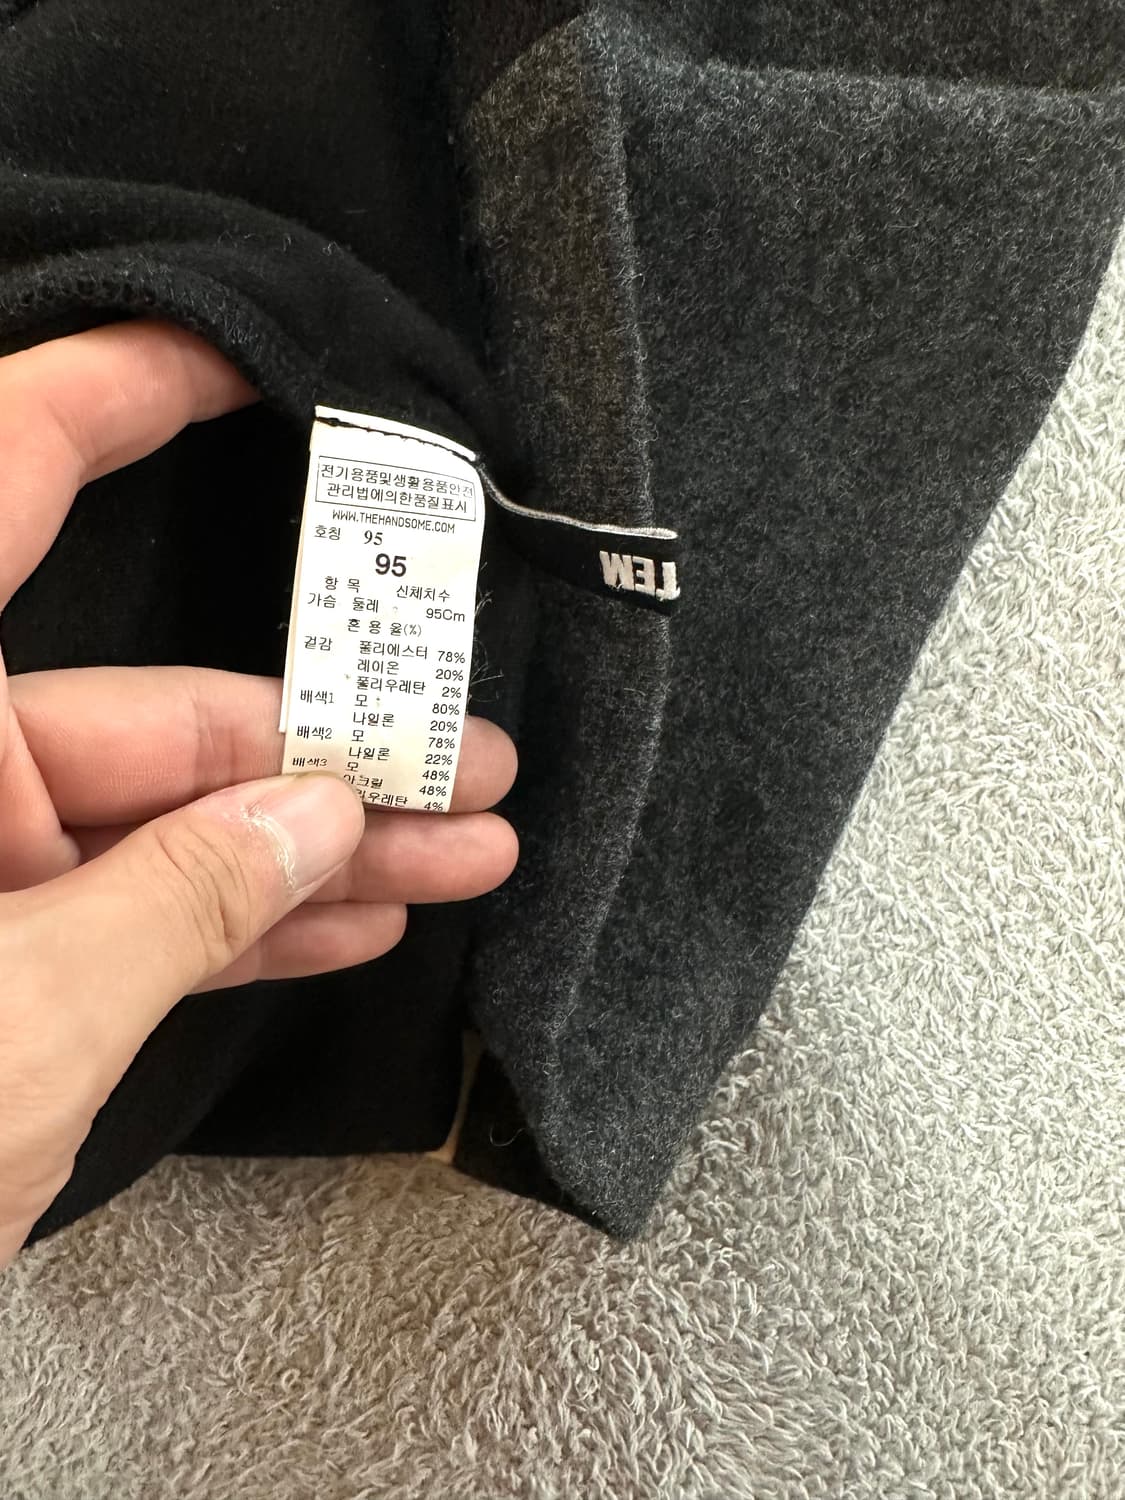 전기용품및생활용품안전
관리법에의한품질표시
WWW.THEHANDSOME.COM
호칭 95
95
항 목 신체치수
가슴 둘레 95Cm
혼 용 율(%)
겉감 폴리에스터 78%
레이온 20%
폴리우레탄 2%
배색1 모 80%
나일론 20%
배색2 모 78%
나일론 22%
배색3 모 48%
아크릴 48%
우레탄 4%
TEM